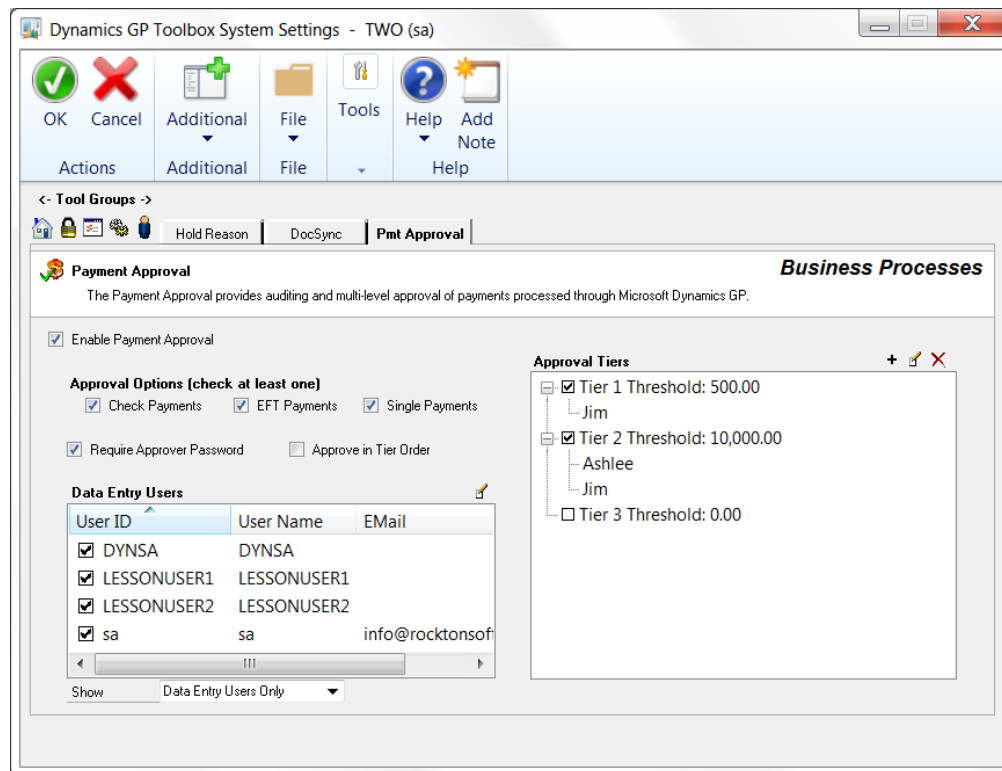 Dynamics GP Toolbox System Settings - TWO (sa)
OK Cancel Additional File Tools Help Add Note
Actions Additional File Help
<- Tool Groups ->
Hold Reason DocSync Pmt Approval
Payment Approval Business Processes
The Payment Approval provides auditing and multi-level approval of payments processed through Microsoft Dynamics GP.
Enable Payment Approval
Approval Options (check at least one)
Check Payments EFT Payments Single Payments
Require Approver Password Approve in Tier Order
Data Entry Users
User ID User Name EMail
DYNSA DYNSA
LESSONUSER1 LESSONUSER1
LESSONUSER2 LESSONUSER2
sa sa info@rocktonsoft
Show Data Entry Users Only
Approval Tiers
Tier 1 Threshold: 500.00
Jim
Tier 2 Threshold: 10,000.00
Ashlee
Jim
Tier 3 Threshold: 0.00